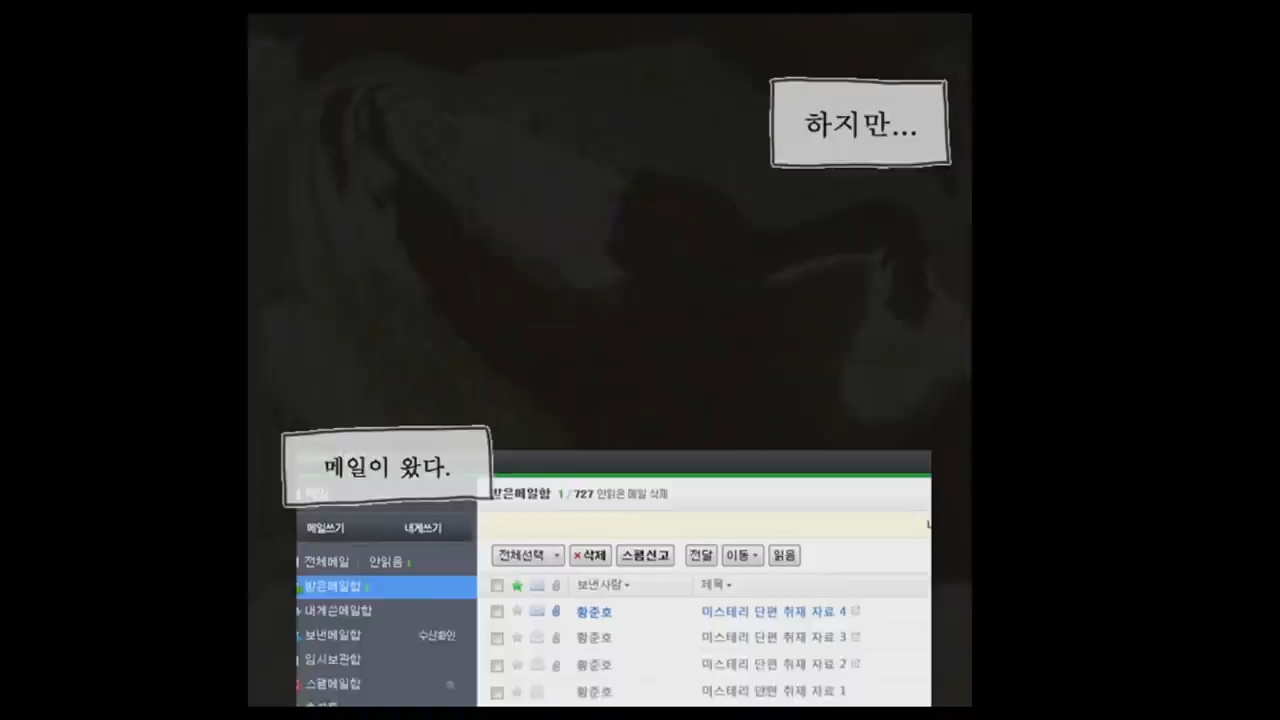 하지만...
메일이 왔다.
받은메일함 1 / 727 안읽은 메일 삭제
메일쓰기 내게쓰기
전체선택 삭제 스팸신고 전달 이동 읽음
전체메일 안읽음 1
받은메일함 1
보낸사람 제목
내게쓴메일함
황준호 미스테리 단편 취재 자료 4
보낸메일함 수신확인
황준호 미스테리 단편 취재 자료 3
임시보관함
황준호 미스테리 단편 취재 자료 2
스팸메일함
황준호 미스테리 단편 취재 자료 1